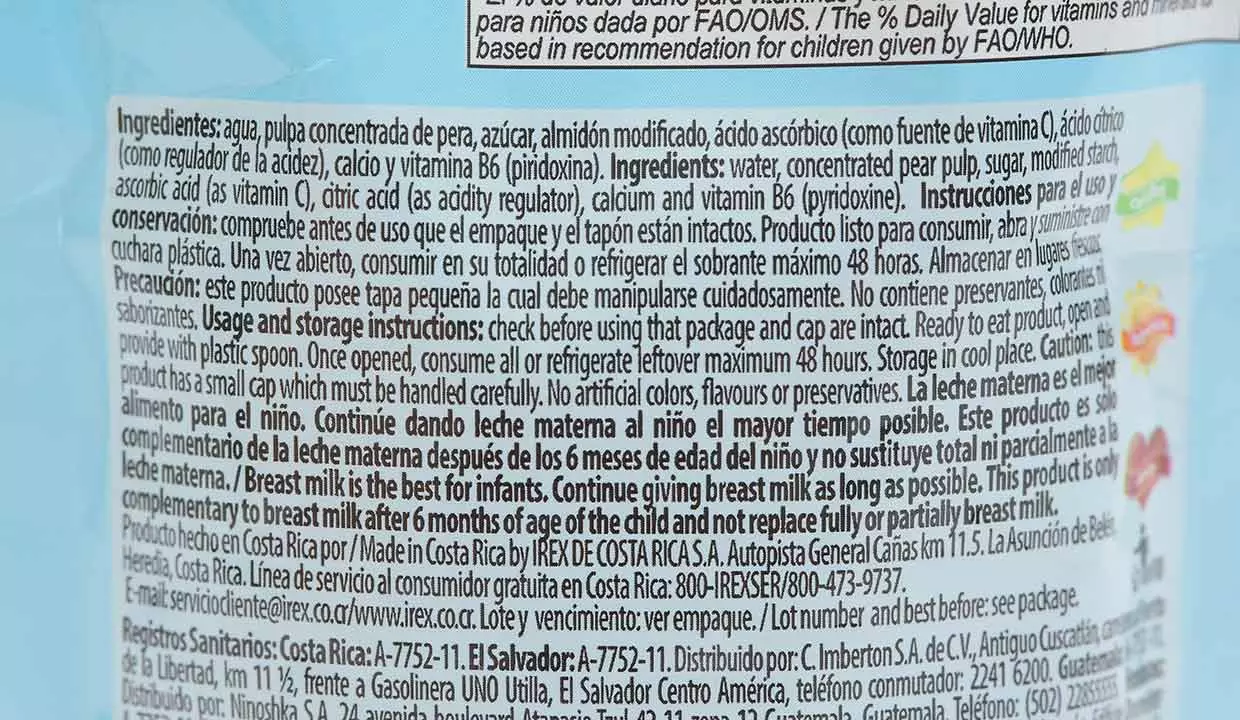 para niños dada por FAO/OMS. / The % Daily Value for vitamins and
based in recommendation for children given by FAO/WHO.
Ingredientes: agua, pulpa concentrada de pera, azúcar, almidón modificado, ácido ascórbico (como fuente de vitamina C), ácido cítrico
(como regulador de la acidez), calcio y vitamina B6 (piridoxina). Ingredients: water, concentrated pear pulp, sugar, modified starch,
ascorbic acid (as vitamin C), citric acid (as acidity regulator), calcium and vitamin B6 (pyridoxine). Instrucciones para el uso y
conservación: compruebe antes de uso que el empaque y el tapón están intactos. Producto listo para consumir, abra y suministre con
cuchara plástica. Una vez abierto, consumir en su totalidad o refrigerar el sobrante máximo 48 horas. Almacenar en lugares frescos.
Precaución: este producto posee tapa pequeña la cual debe manipularse cuidadosamente. No contiene preservantes, colorantes ni
saborizantes. Usage and storage instructions: check before using that package and cap are intact. Ready to eat product, open and
provide with plastic spoon. Once opened, consume all or refrigerate leftover maximum 48 hours. Storage in cool place. Caution: this
product has a small cap which must be handled carefully. No artificial colors, flavours or preservatives. La leche materna es el mejor
alimento para el niño. Continúe dando leche materna al niño el mayor tiempo posible. Este producto es solo
complementario de la leche materna después de los 6 meses de edad del niño y no sustituye total ni parcialmente a la
leche materna. / Breast milk is the best for infants. Continue giving breast milk as long as possible. This product is only
complementary to breast milk after 6 months of age of the child and not replace fully or partially breast milk.
Producto hecho en Costa Rica por / Made in Costa Rica by IREX DE COSTA RICA S.A. Autopista General Cañas km 11.5. La Asunción de Belén,
Heredia, Costa Rica. Línea de servicio al consumidor gratuita en Costa Rica: 800-IREXSER/800-473-9737.
E-mail: serviciocliente@irex.co.cr/www.irex.co.cr. Lote y vencimiento: ver empaque. / Lot number and best before: see package.
Registros Sanitarios: Costa Rica: A-7752-11. El Salvador: A-7752-11. Distribuido por: C. Imberton S.A. de C.V., Antiguo Cuscatlán,
de la Libertad, km 11 ½, frente a Gasolinera UNO Utilla, El Salvador Centro América, teléfono conmutador: 2241 6200. Guatemala
Distribuido por: Ninoshka S.A. 24 avenida boulevard Atanasio Tzul 42-11 zona 12 Guatemala, Guatemala. Teléfono: (502)